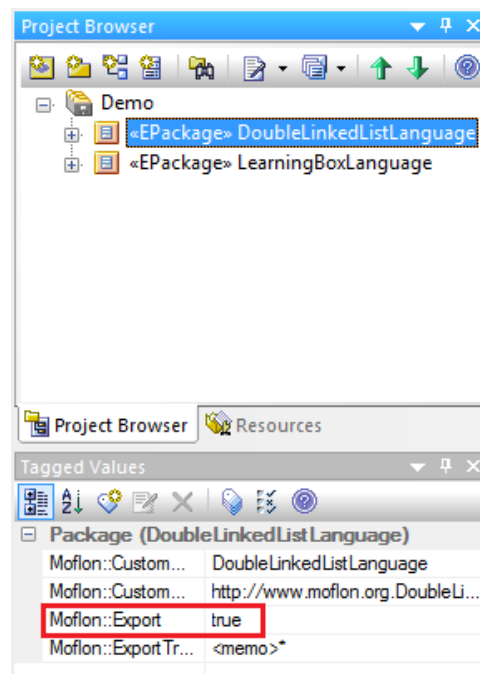 Project Browser
Demo
«EPackage» DoubleLinkedListLanguage
«EPackage» LearningBoxLanguage
Project Browser Resources
Tagged Values
Package (DoubleLinkedListLanguage)
Moflon::Custom... DoubleLinkedListLanguage
Moflon::Custom... http://www.moflon.org.DoubleLi...
Moflon::Export true
Moflon::ExportTr... <memo>*